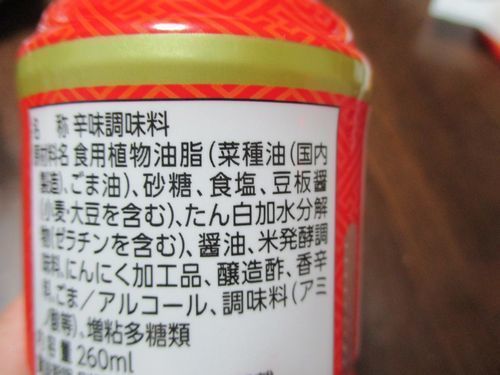 名 称 辛味調味料
原材料名 食用植物油脂(菜種油(国内
製造)、ごま油)、砂糖、食塩、豆板醤
(小麦・大豆を含む)、たん白加水分解
物(ゼラチンを含む)、醤油、米発酵調
味料、にんにく加工品、醸造酢、香辛
料、ごま/アルコール、調味料(アミ
ノ酸等)、増粘多糖類
内容量 260ml